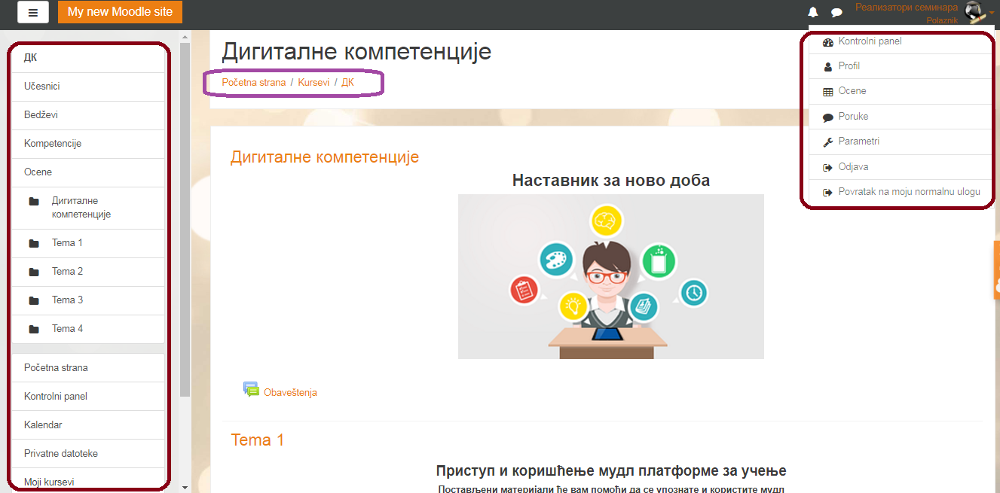 My new Moodle site
Реализатори семинара
Polaznik
ДК
Učesnici
Bedževi
Kompetencije
Ocene
Дигиталне
компетенције
Tema 1
Tema 2
Tema 3
Tema 4
Početna strana
Kontrolni panel
Kalendar
Privatne datoteke
Moji kursevi
Дигиталне компетенције
Početna strana / Kursevi / ДК
Kontrolni panel
Profil
Ocene
Poruke
Parametri
Odjava
Povratak na moju normalnu ulogu
Дигиталне компетенције
Наставник за ново доба
Obaveštenja
Tema 1
Приступ и коришћење мудл платформе за учење
Постављени материјали ће вам помоћи да се упознате и користите мудл